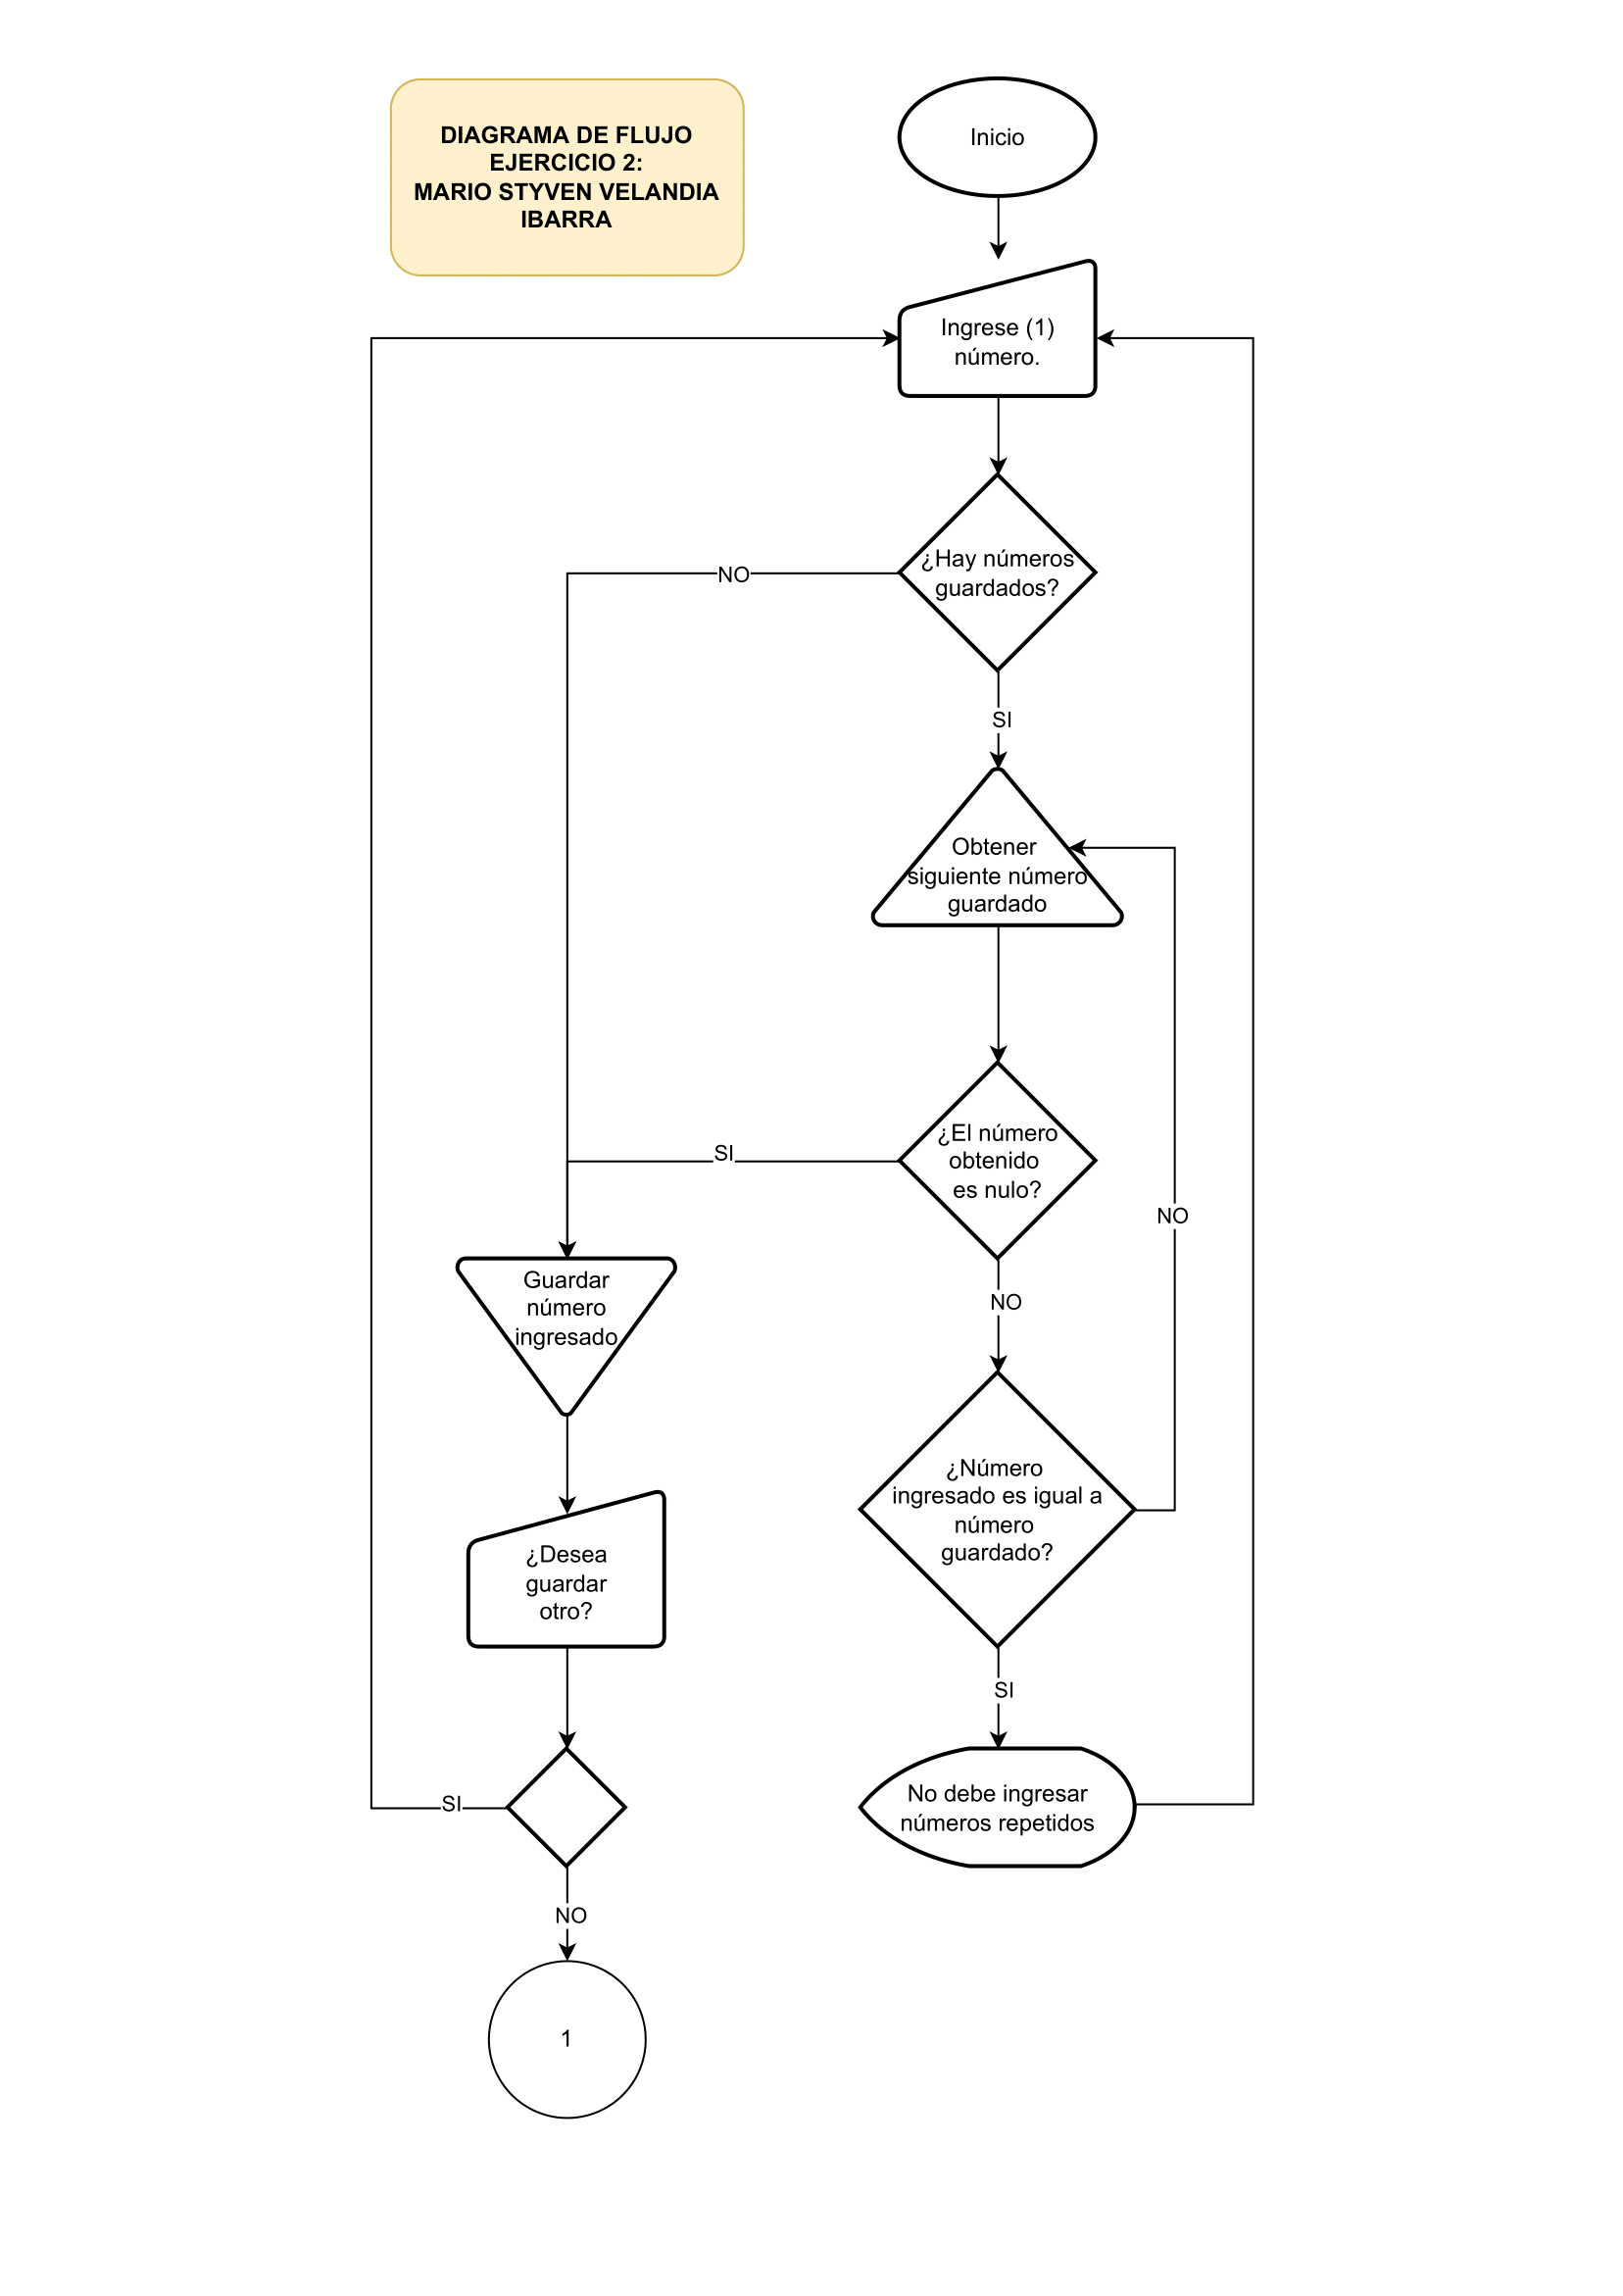 DIAGRAMA DE FLUJO
EJERCICIO 2:
MARIO STYVEN VELANDIA
IBARRA
Inicio
Ingrese (1)
número.
¿Hay números
guardados?
NO
SI
Obtener
siguiente número
guardado
¿El número
obtenido
es nulo?
SI
NO
NO
Guardar
número
ingresado
¿Número
ingresado es igual a
número
guardado?
¿Desea
guardar
otro?
SI
No debe ingresar
números repetidos
SI
NO
1